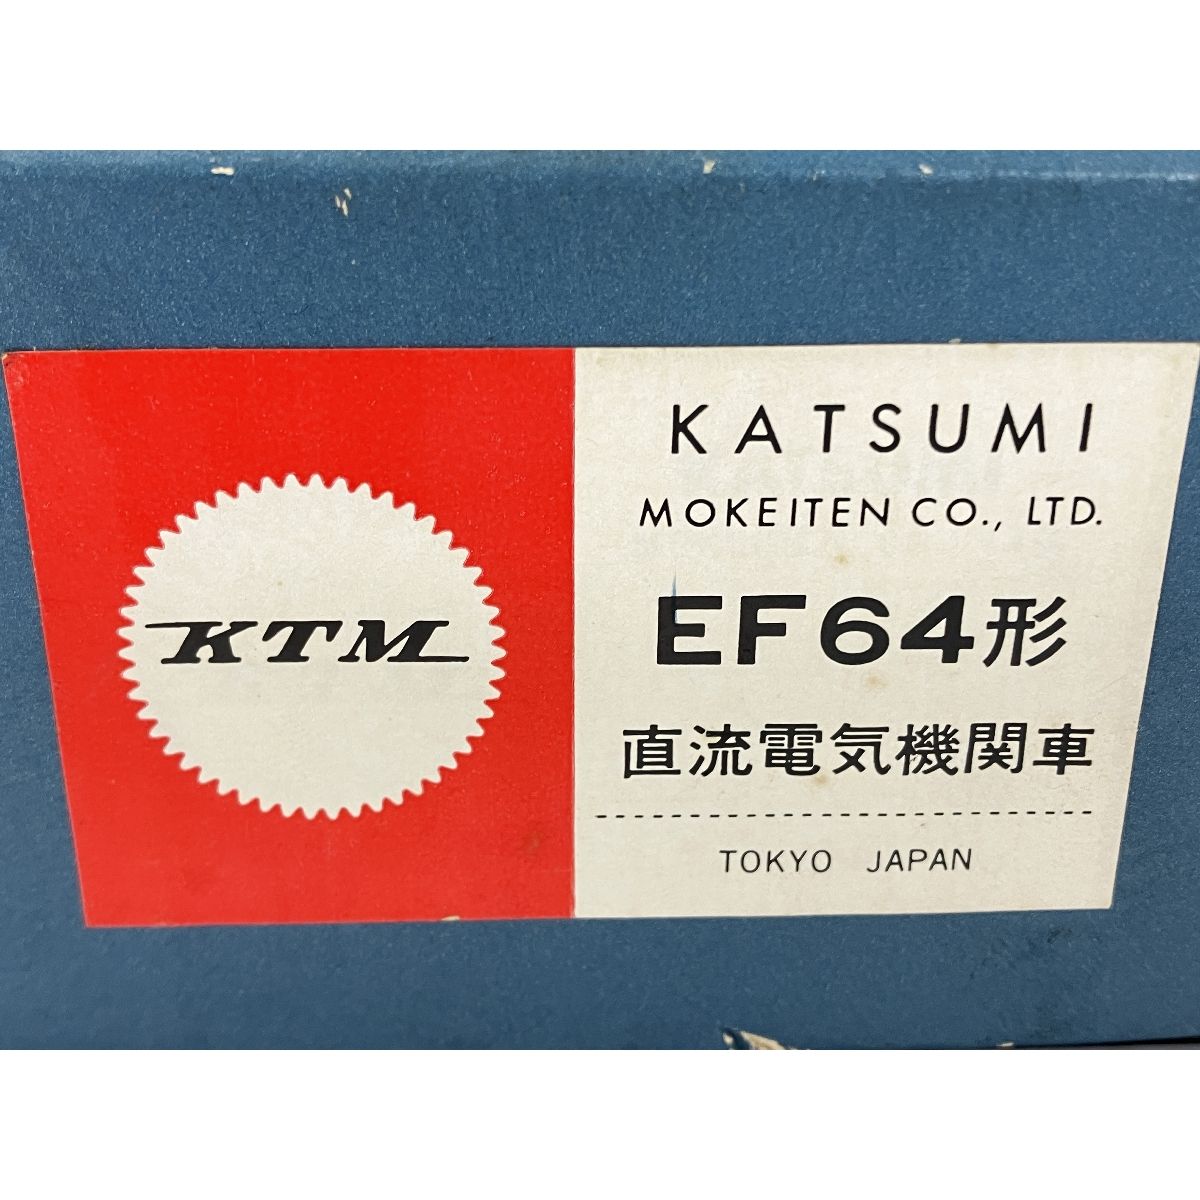 KTM
KATSUMI
MOKEITEN CO., LTD.
EF64形
直流電気機関車
TOKYO JAPAN